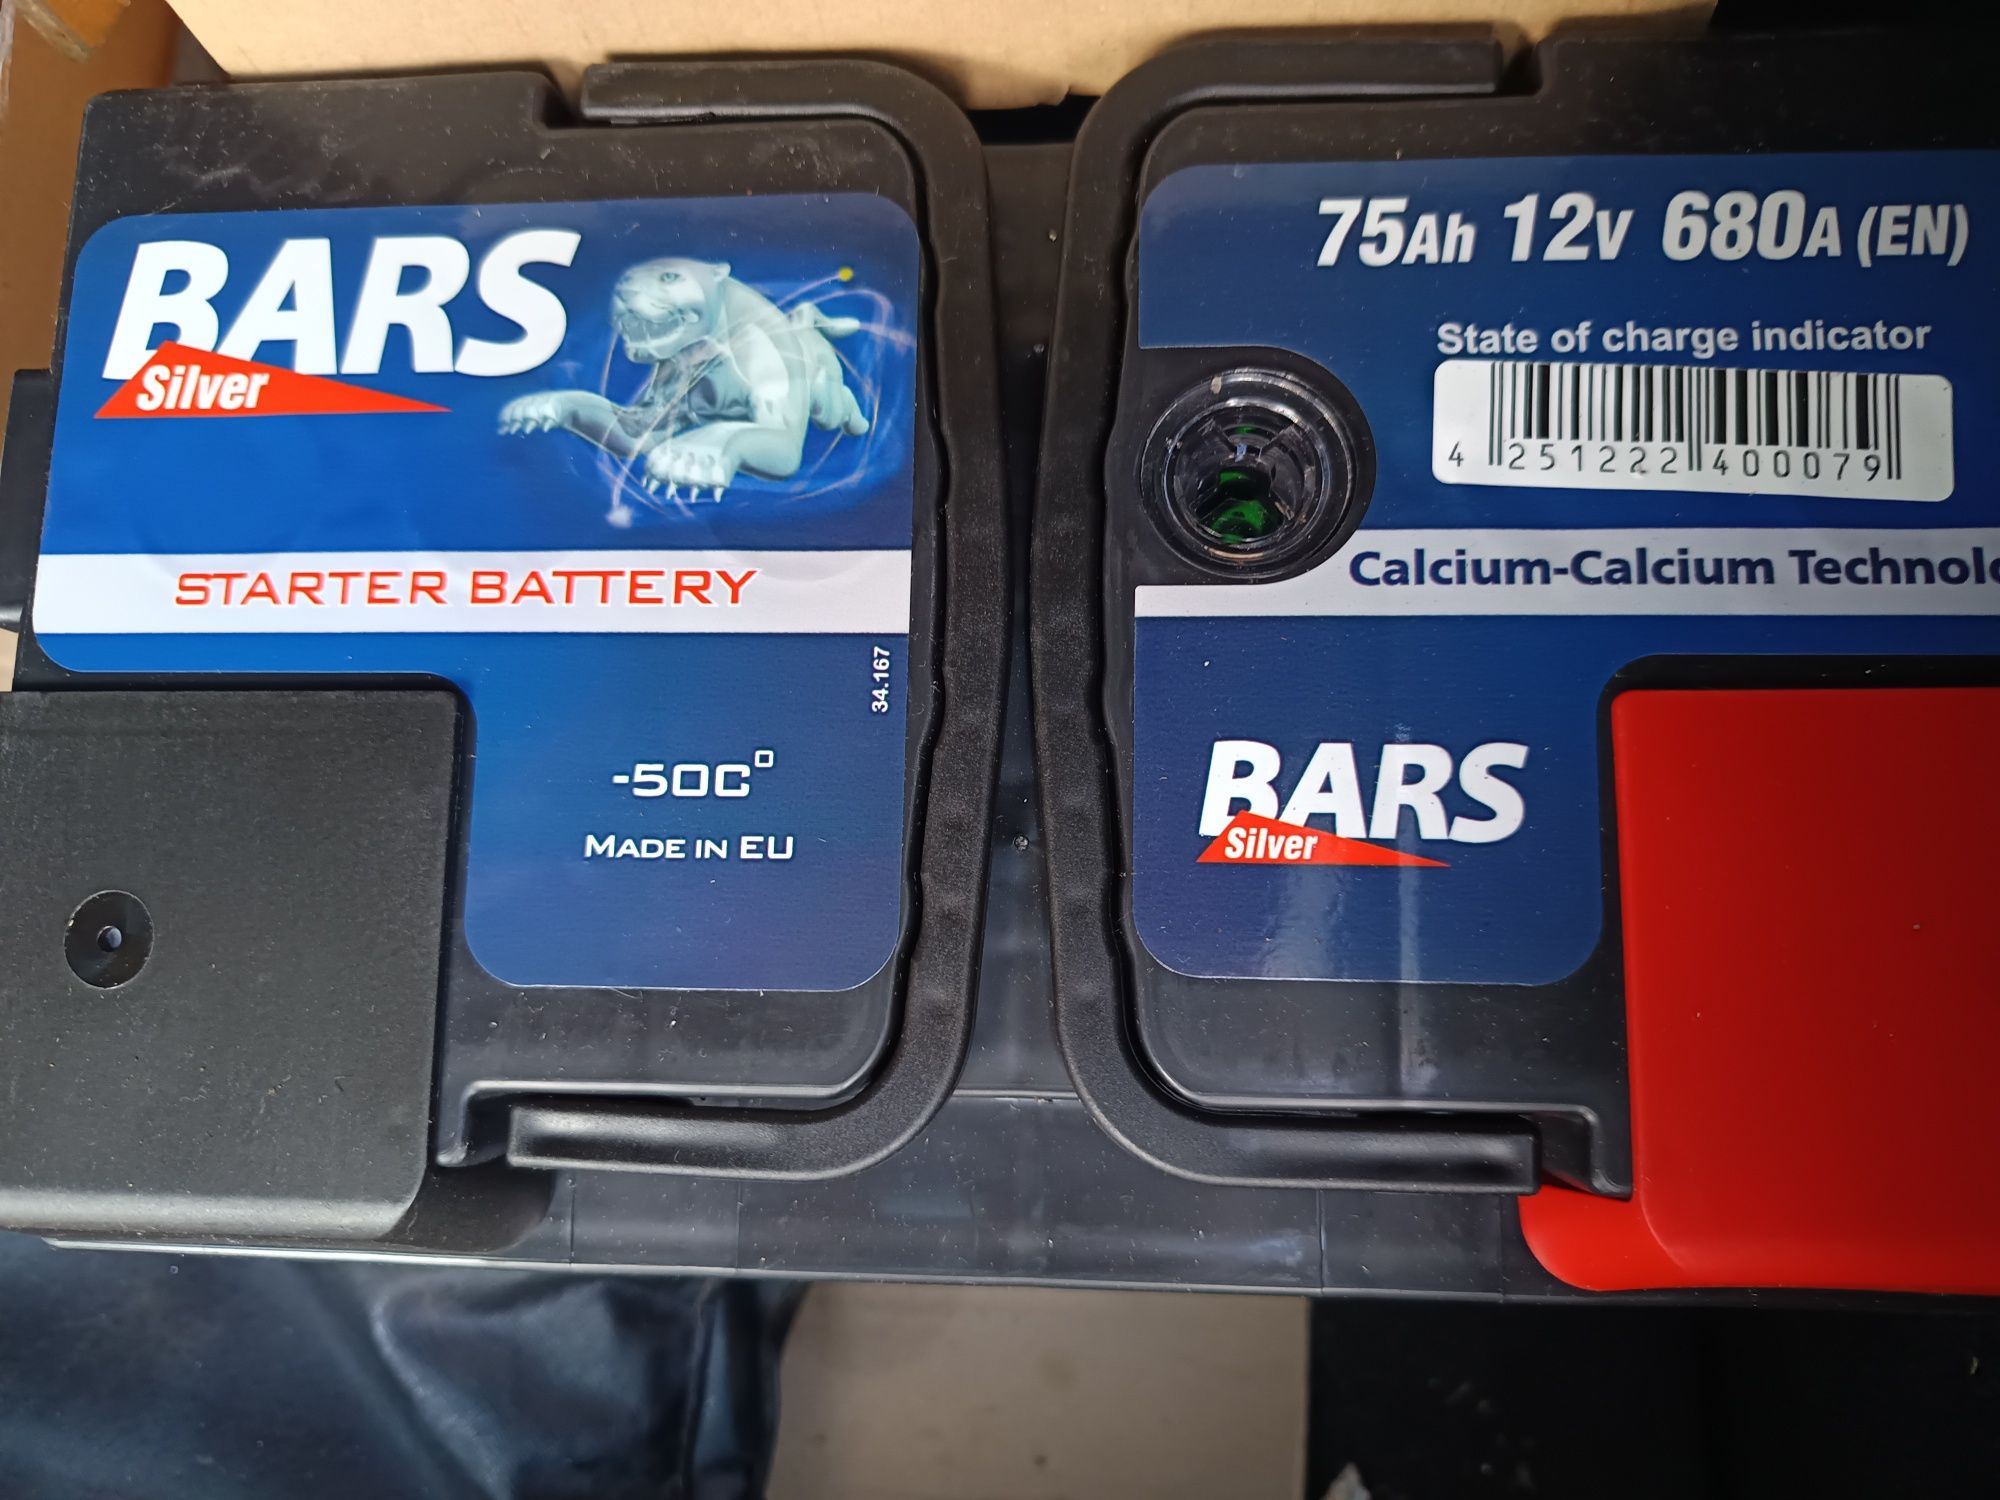 BARS
Silver
STARTER BATTERY
34.167
-50C°
MADE IN EU
75Ah 12V 680A (EN)
State of charge indicator
4 251222 400079
Calcium-Calcium Technolo
BARS
Silver